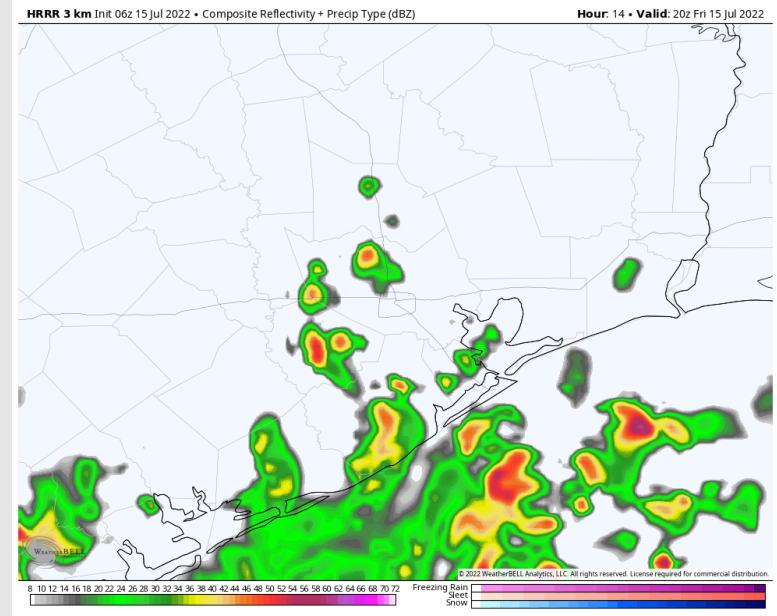 HRRR 3 km Init 06z 15 Jul 2022 • Composite Reflectivity + Precip Type (dBZ) Hour: 14 • Valid: 20z Fri 15 Jul 2022
WEATHERBELL
© 2022 WeatherBELL Analytics, LLC. All rights reserved. License required for commercial distribution.
8 10 12 14 16 18 20 22 24 26 28 30 32 34 36 38 40 42 44 46 48 50 52 54 56 58 60 62 64 66 68 70 72
Freezing Rain
Sleet
Snow